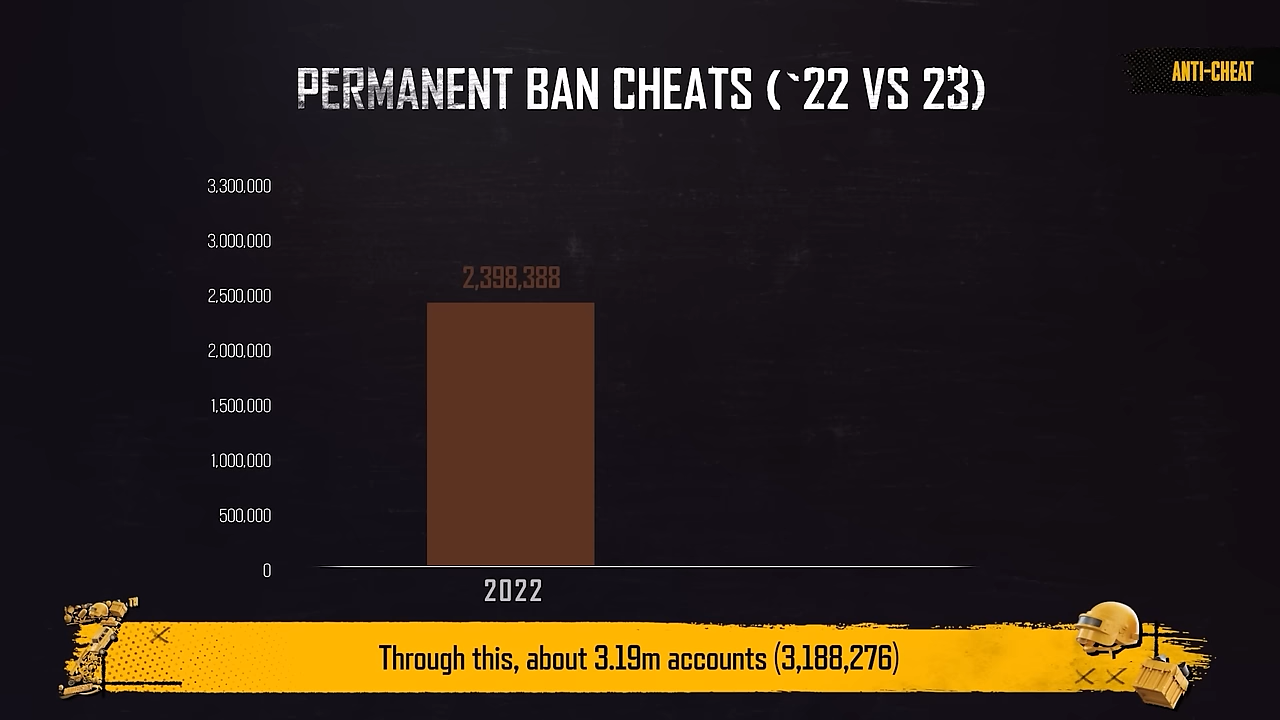 PERMANENT BAN CHEATS (`22 VS 23)
ANTI-CHEAT
3,300,000
3,000,000
2,398,388
2,500,000
2,000,000
1,500,000
1,000,000
500,000
0
2022
TM
Through this, about 3.19m accounts (3,188,276)